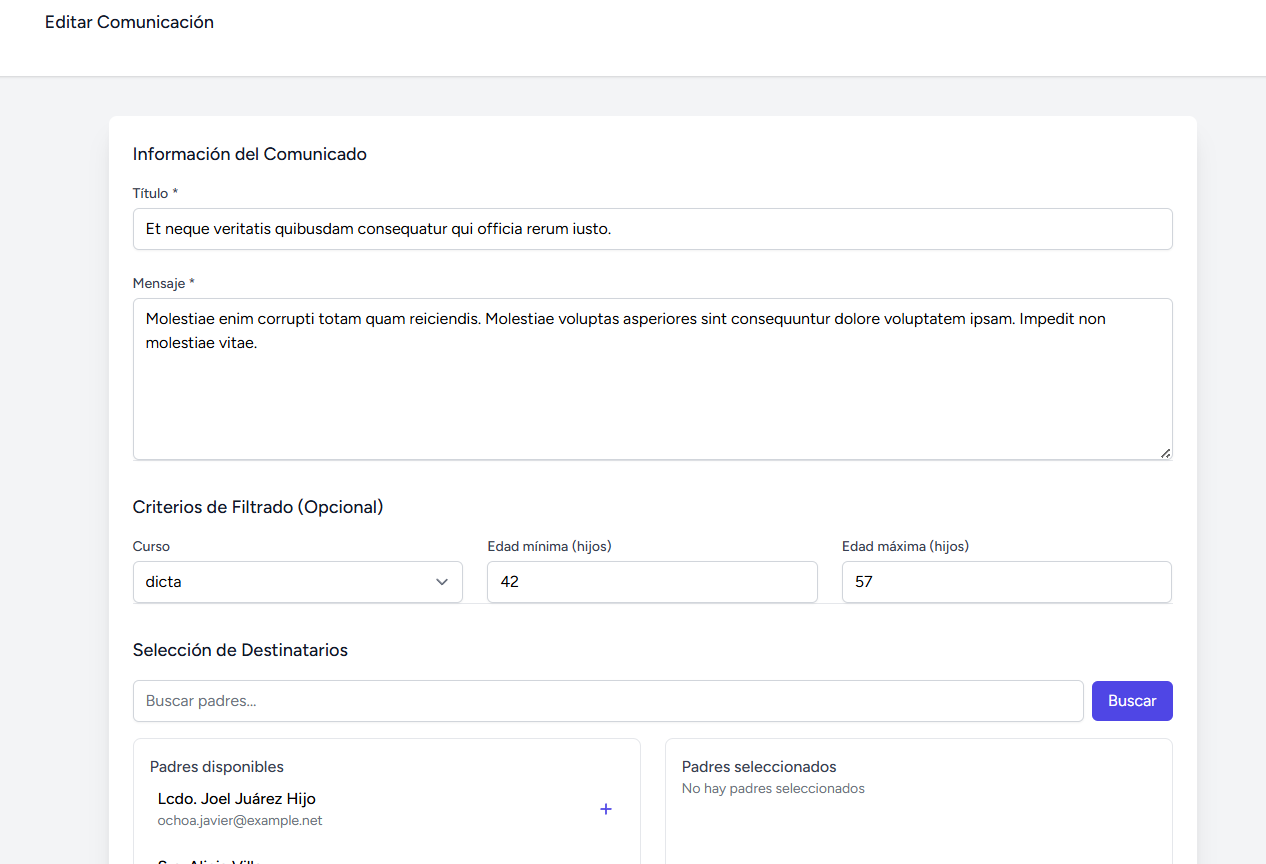 Editar Comunicación
Información del Comunicado
Título *
Et neque veritatis quibusdam consequatur qui officia rerum iusto.
Mensaje *
Molestiae enim corrupti totam quam reiciendis. Molestiae voluptas asperiores sint consequuntur dolore voluptatem ipsam. Impedit non
molestiae vitae.
Criterios de Filtrado (Opcional)
Curso
Edad mínima (hijos)
Edad máxima (hijos)
dicta
42
57
Selección de Destinatarios
Buscar padres...
Buscar
Padres disponibles
Lcdo. Joel Juárez Hijo
+
ochoa.javier@example.net
Padres seleccionados
No hay padres seleccionados